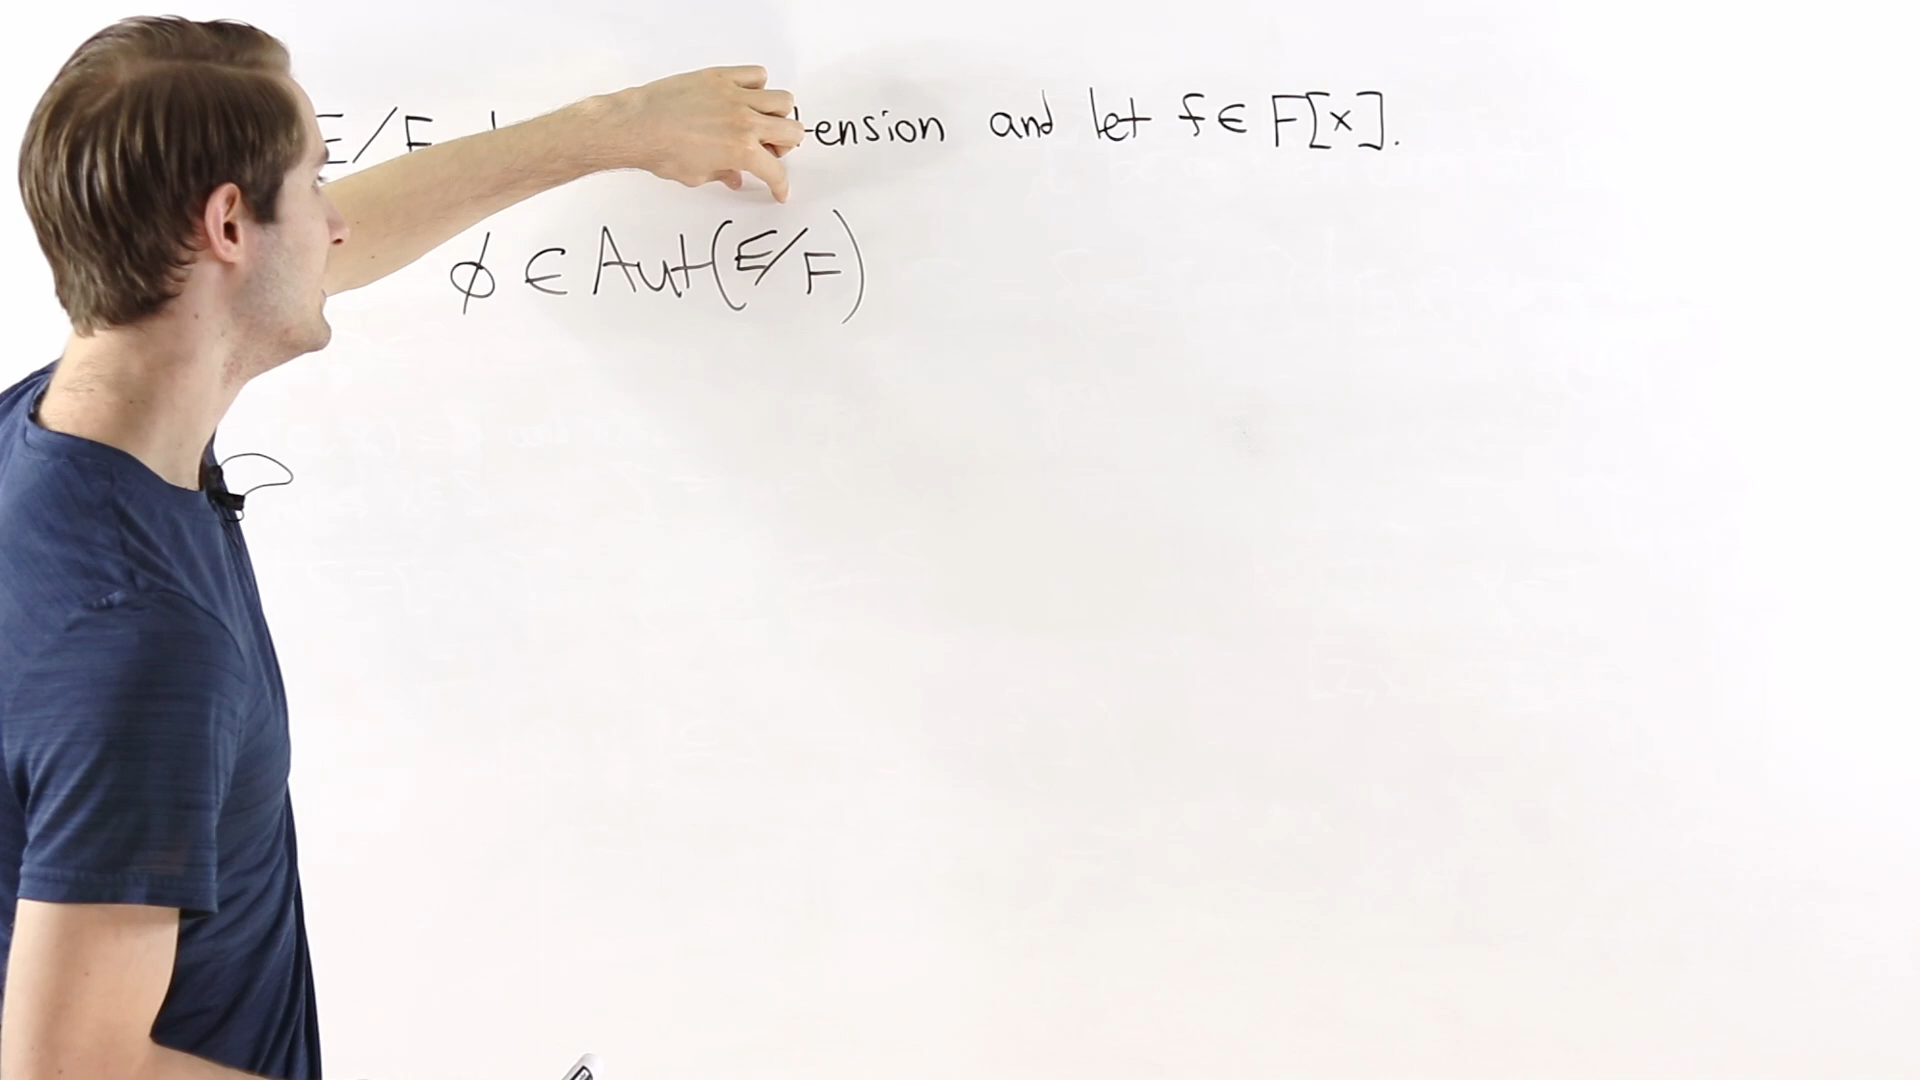 E/F ension and let f ∈ F[x].
ϕ ∈ Aut(E/F)